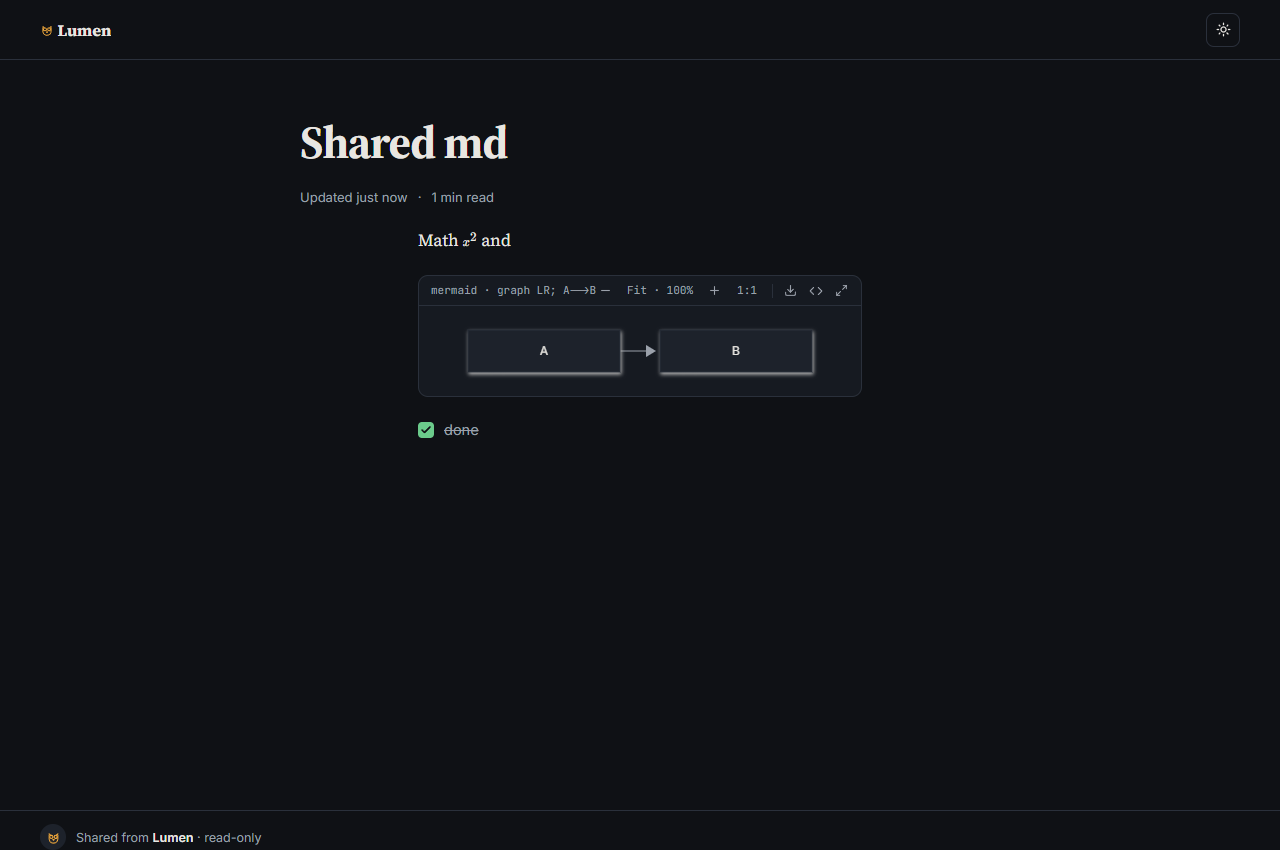 Lumen
Shared md
Updated just now · 1 min read
Math x² and
mermaid · graph LR; A-->B — Fit · 100% + 1:1
A B
done
Shared from Lumen · read-only